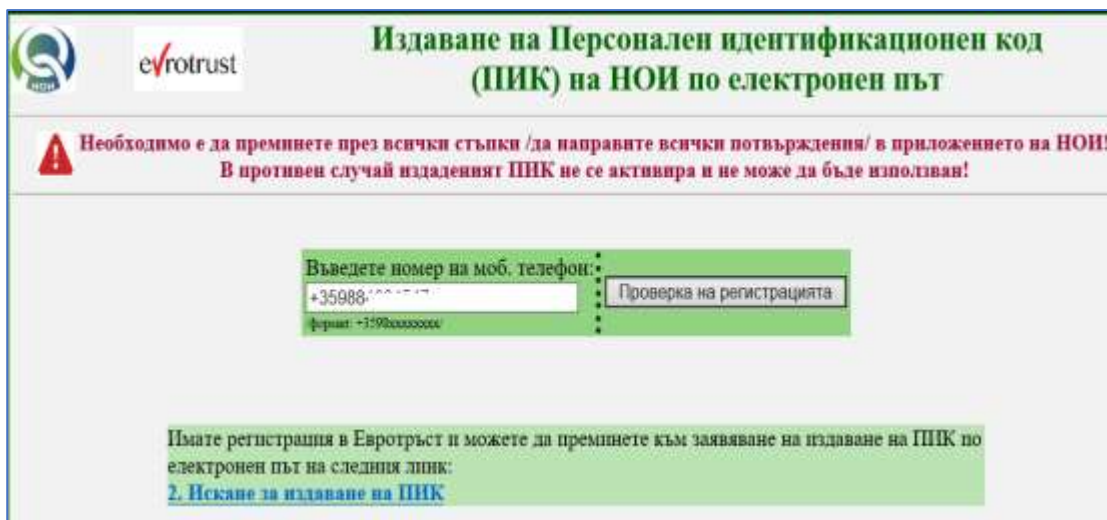 НОИ
evrotrust
Издаване на Персонален идентификационен код
(ПИК) на НОИ по електронен път
Необходимо е да преминете през всички стъпки /да направите всички потвърждения/ в приложението на НОИ!
В противен случай издаденият ПИК не се активира и не може да бъде използван!
Въведете номер на моб. телефон:
Проверка на регистрацията
Имате регистрация в Евротръст и можете да преминете към заявяване на издаване на ПИК по
електронен път на следния линк:
2. Искане за издаване на ПИК